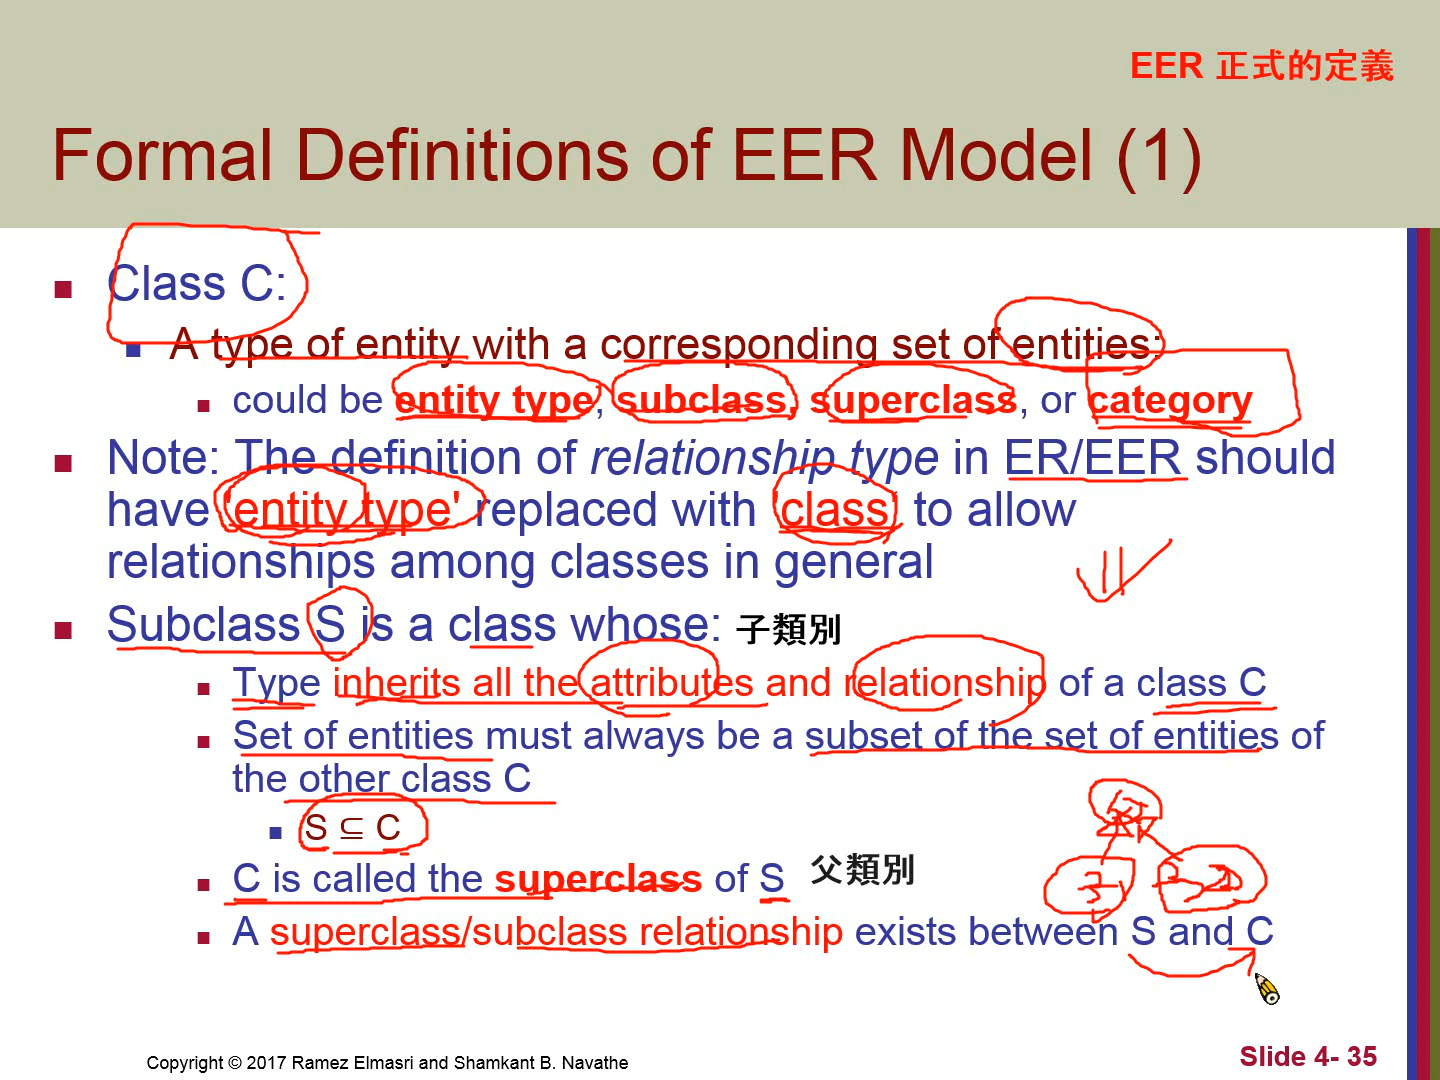 EER 正式的定義
Formal Definitions of EER Model (1)
Class C:
A type of entity with a corresponding set of entities:
could be entity type, subclass, superclass, or category
Note: The definition of relationship type in ER/EER should
have 'entity type' replaced with 'class' to allow
relationships among classes in general
Subclass S is a class whose: 子類別
Type inherits all the attributes and relationship of a class C
Set of entities must always be a subset of the set of entities of
the other class C
S ⊆ C
C is called the superclass of S 父類別
A superclass/subclass relationship exists between S and C
Copyright © 2017 Ramez Elmasri and Shamkant B. Navathe
Slide 4- 35